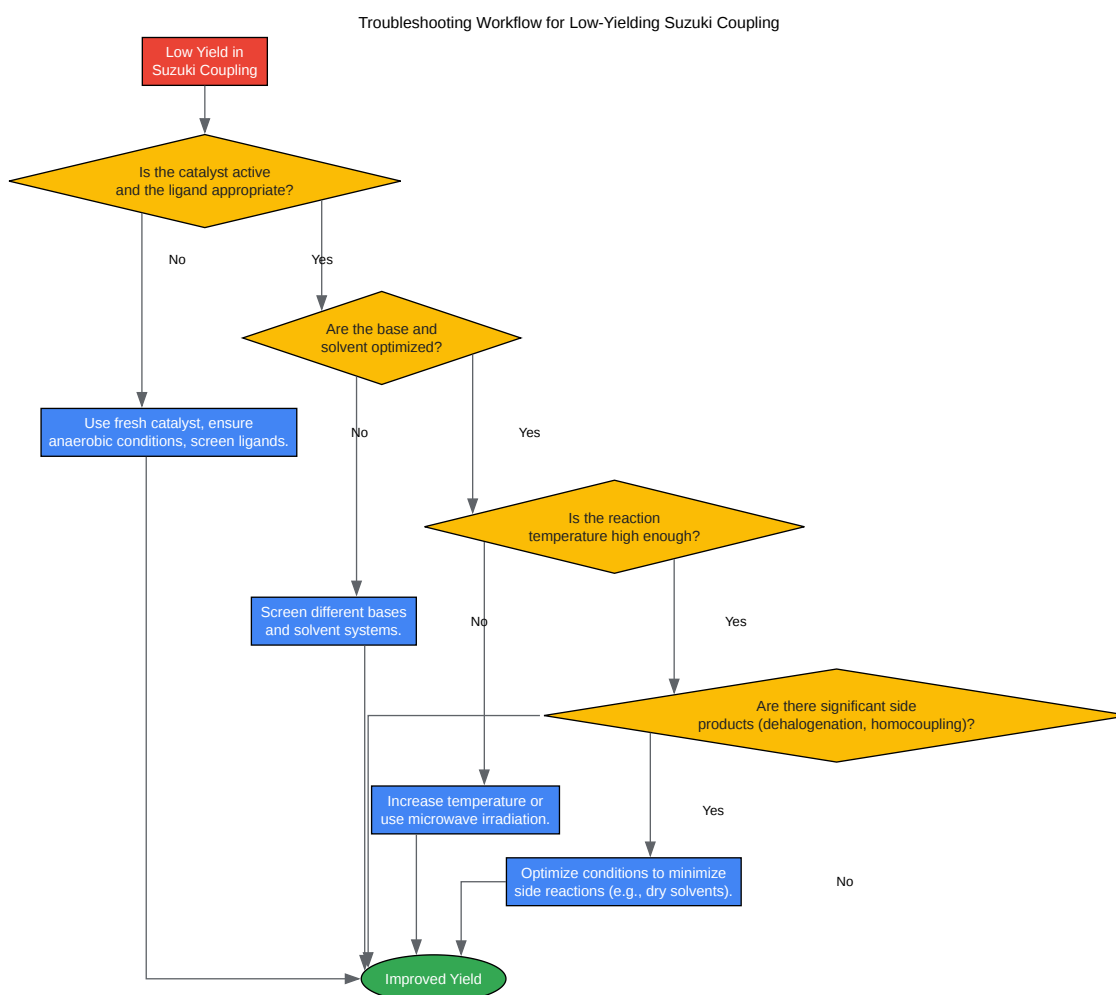 Troubleshooting Workflow for Low-Yielding Suzuki Coupling
Low Yield in
Suzuki Coupling
Is the catalyst active
and the ligand appropriate?
No
Yes
Are the base and
solvent optimized?
Use fresh catalyst, ensure
anaerobic conditions, screen ligands.
No
Yes
Is the reaction
temperature high enough?
Screen different bases
and solvent systems.
No
Yes
Are there significant side
products (dehalogenation, homocoupling)?
Increase temperature or
use microwave irradiation.
Yes
Optimize conditions to minimize
side reactions (e.g., dry solvents).
No
Improved Yield